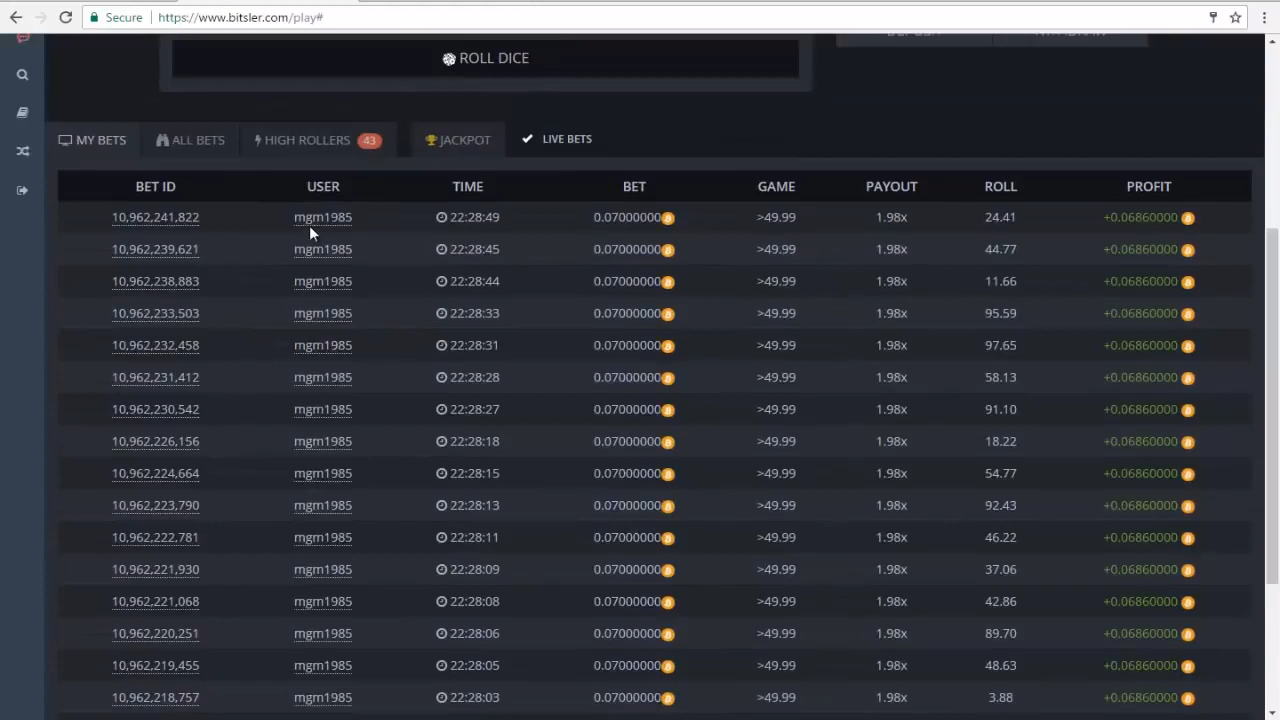 Secure https://www.bitsler.com/play#
ROLL DICE
MY BETS ALL BETS HIGH ROLLERS 43 JACKPOT LIVE BETS
BET ID USER TIME BET GAME PAYOUT ROLL PROFIT
10,962,241,822 mgm1985 22:28:49 0.07000000 >49.99 1.98x 24.41 +0.06860000
10,962,239,621 mgm1985 22:28:45 0.07000000 >49.99 1.98x 44.77 +0.06860000
10,962,238,883 mgm1985 22:28:44 0.07000000 >49.99 1.98x 11.66 +0.06860000
10,962,233,503 mgm1985 22:28:33 0.07000000 >49.99 1.98x 95.59 +0.06860000
10,962,232,458 mgm1985 22:28:31 0.07000000 >49.99 1.98x 97.65 +0.06860000
10,962,231,412 mgm1985 22:28:28 0.07000000 >49.99 1.98x 58.13 +0.06860000
10,962,230,542 mgm1985 22:28:27 0.07000000 >49.99 1.98x 91.10 +0.06860000
10,962,226,156 mgm1985 22:28:18 0.07000000 >49.99 1.98x 18.22 +0.06860000
10,962,224,664 mgm1985 22:28:15 0.07000000 >49.99 1.98x 54.77 +0.06860000
10,962,223,790 mgm1985 22:28:13 0.07000000 >49.99 1.98x 92.43 +0.06860000
10,962,222,781 mgm1985 22:28:11 0.07000000 >49.99 1.98x 46.22 +0.06860000
10,962,221,930 mgm1985 22:28:09 0.07000000 >49.99 1.98x 37.06 +0.06860000
10,962,221,068 mgm1985 22:28:08 0.07000000 >49.99 1.98x 42.86 +0.06860000
10,962,220,251 mgm1985 22:28:06 0.07000000 >49.99 1.98x 89.70 +0.06860000
10,962,219,455 mgm1985 22:28:05 0.07000000 >49.99 1.98x 48.63 +0.06860000
10,962,218,757 mgm1985 22:28:03 0.07000000 >49.99 1.98x 3.88 +0.06860000